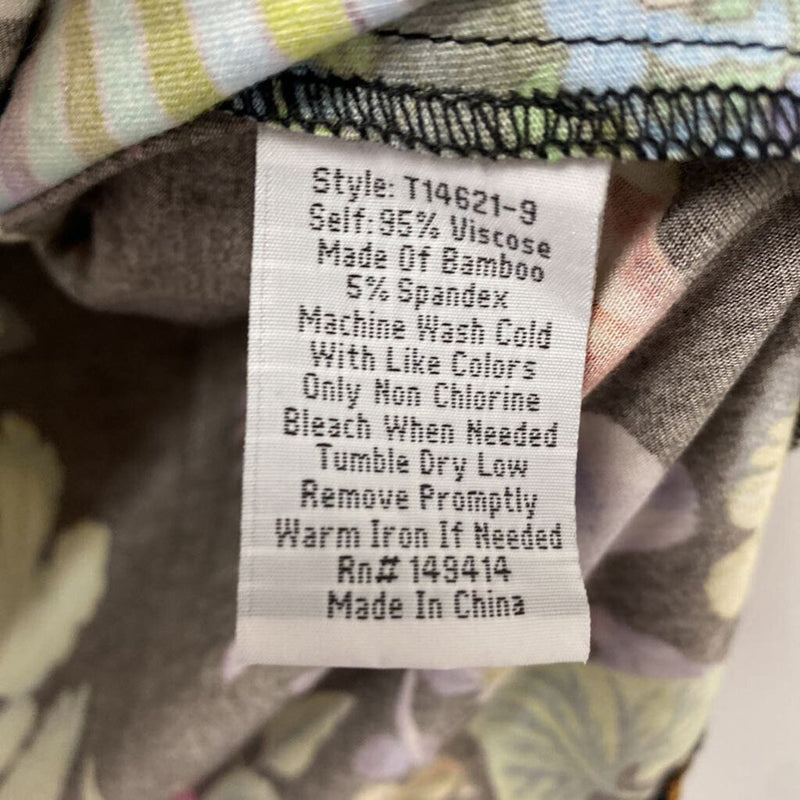 Style: T14621-9
Self: 95% Viscose
Made Of Bamboo
5% Spandex
Machine Wash Cold
With Like Colors
Only Non Chlorine
Bleach When Needed
Tumble Dry Low
Remove Promptly
Warm Iron If Needed
Rn# 149414
Made In China